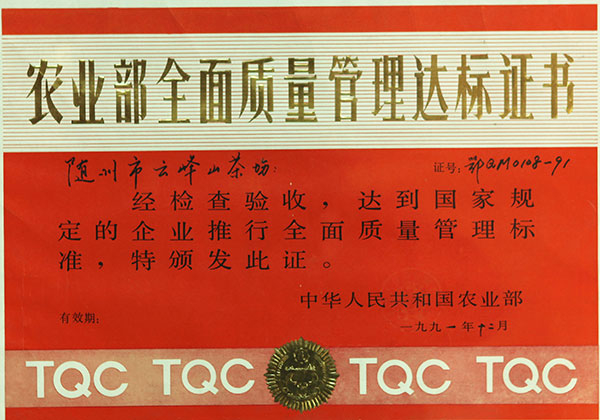 农业部全面质量管理达标证书
随州市云峰山茶场: 证号:鄂QM0108-91
经检查验收，达到国家规
定的企业推行全面质量管理标
准，特颁发此证。
中华人民共和国农业部
有效期: 一九九一年十二月
TQC TQC TQC TQC